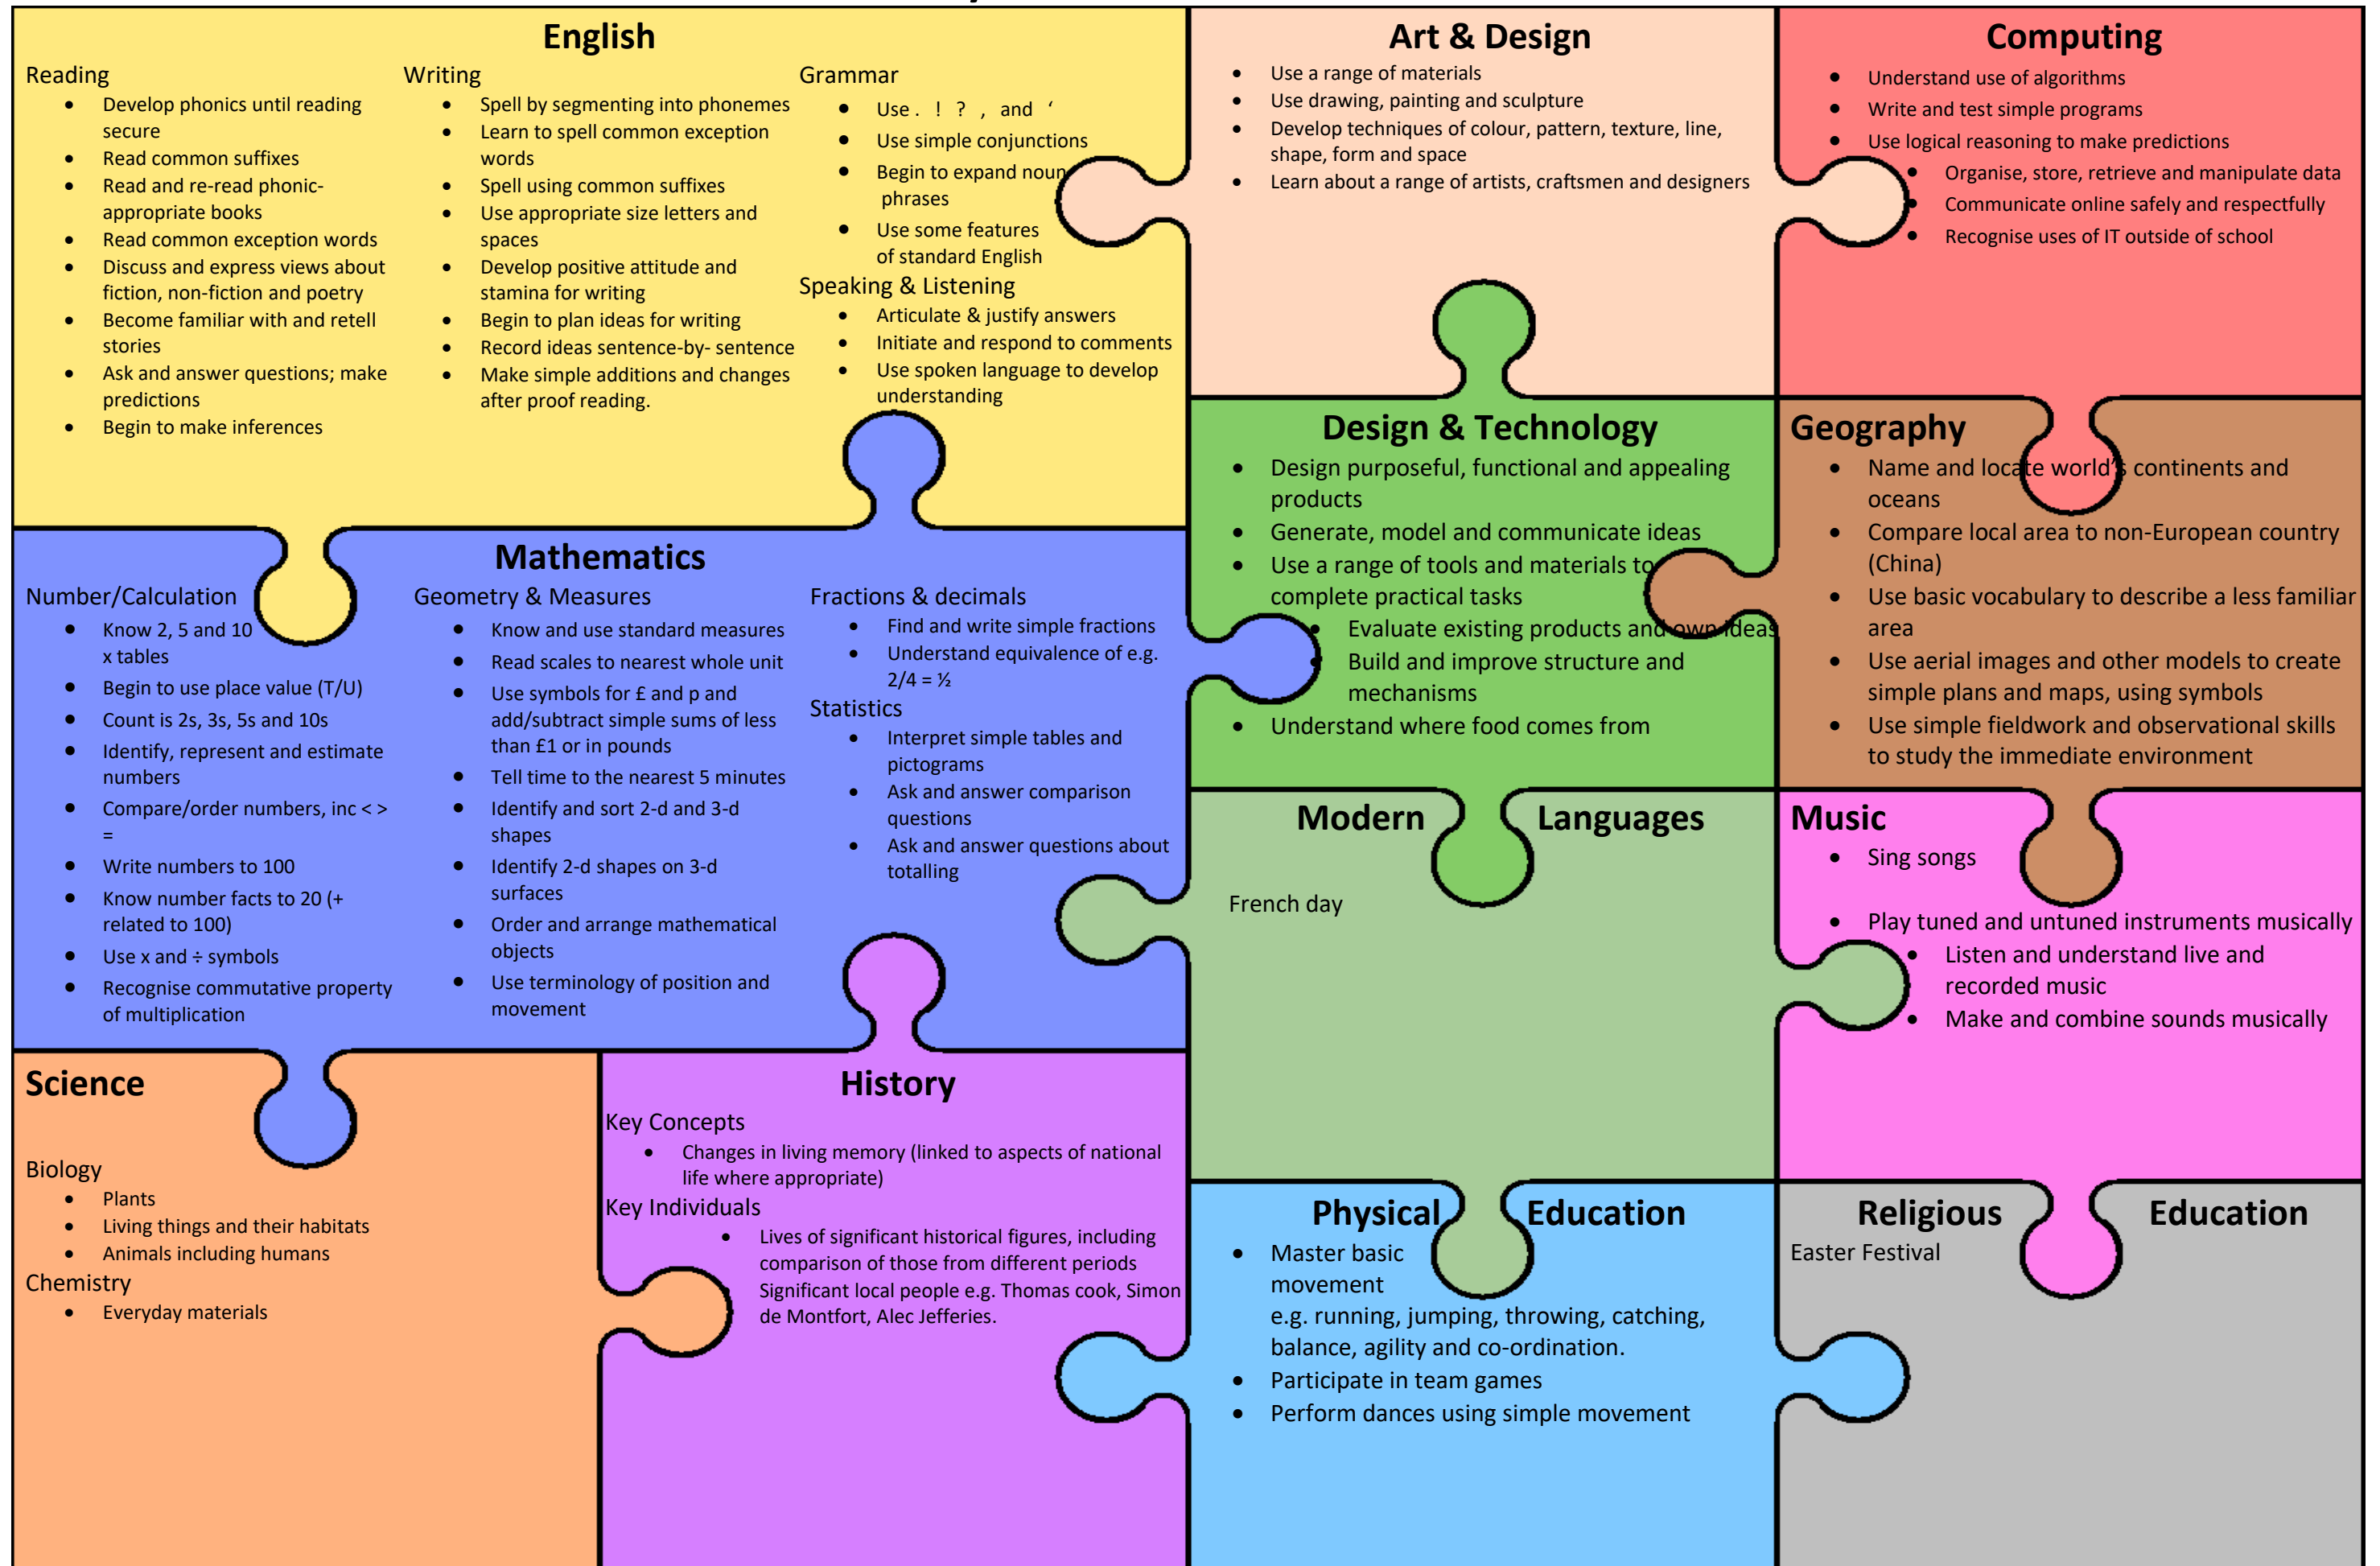 English
Reading
• Develop phonics until reading
secure
• Read common suffixes
• Read and re-read phonic-
appropriate books
• Read common exception words
• Discuss and express views about
fiction, non-fiction and poetry
• Become familiar with and retell
stories
• Ask and answer questions; make
predictions
• Begin to make inferences
Writing
• Spell by segmenting into phonemes
• Learn to spell common exception
words
• Spell using common suffixes
• Use appropriate size letters and
spaces
• Develop positive attitude and
stamina for writing
• Begin to plan ideas for writing
• Record ideas sentence-by- sentence
• Make simple additions and changes
after proof reading.
Grammar
• Use . ! ? , and ‘
• Use simple conjunctions
• Begin to expand noun
phrases
• Use some features
of standard English
Speaking & Listening
• Articulate & justify answers
• Initiate and respond to comments
• Use spoken language to develop
understanding
Art & Design
• Use a range of materials
• Use drawing, painting and sculpture
• Develop techniques of colour, pattern, texture, line,
shape, form and space
• Learn about a range of artists, craftsmen and designers
Computing
• Understand use of algorithms
• Write and test simple programs
• Use logical reasoning to make predictions
• Organise, store, retrieve and manipulate data
• Communicate online safely and respectfully
• Recognise uses of IT outside of school
Mathematics
Number/Calculation
• Know 2, 5 and 10
x tables
• Begin to use place value (T/U)
• Count is 2s, 3s, 5s and 10s
• Identify, represent and estimate
numbers
• Compare/order numbers, inc < >
=
• Write numbers to 100
• Know number facts to 20 (+
related to 100)
• Use x and ÷ symbols
• Recognise commutative property
of multiplication
Geometry & Measures
• Know and use standard measures
• Read scales to nearest whole unit
• Use symbols for £ and p and
add/subtract simple sums of less
than £1 or in pounds
• Tell time to the nearest 5 minutes
• Identify and sort 2-d and 3-d
shapes
• Identify 2-d shapes on 3-d
surfaces
• Order and arrange mathematical
objects
• Use terminology of position and
movement
Fractions & decimals
• Find and write simple fractions
• Understand equivalence of e.g.
2/4 = ½
Statistics
• Interpret simple tables and
pictograms
• Ask and answer comparison
questions
• Ask and answer questions about
totalling
Design & Technology
• Design purposeful, functional and appealing
products
• Generate, model and communicate ideas
• Use a range of tools and materials to
complete practical tasks
• Evaluate existing products and own ideas
• Build and improve structure and
mechanisms
• Understand where food comes from
Geography
• Name and locate world’s continents and
oceans
• Compare local area to non-European country
(China)
• Use basic vocabulary to describe a less familiar
area
• Use aerial images and other models to create
simple plans and maps, using symbols
• Use simple fieldwork and observational skills
to study the immediate environment
Modern Languages
French day
Music
• Sing songs
• Play tuned and untuned instruments musically
• Listen and understand live and
recorded music
• Make and combine sounds musically
Science
Biology
• Plants
• Living things and their habitats
• Animals including humans
Chemistry
• Everyday materials
History
Key Concepts
• Changes in living memory (linked to aspects of national
life where appropriate)
Key Individuals
• Lives of significant historical figures, including
comparison of those from different periods
Significant local people e.g. Thomas cook, Simon
de Montfort, Alec Jefferies.
Physical Education
• Master basic
movement
e.g. running, jumping, throwing, catching,
balance, agility and co-ordination.
• Participate in team games
• Perform dances using simple movement
Religious Education
Easter Festival